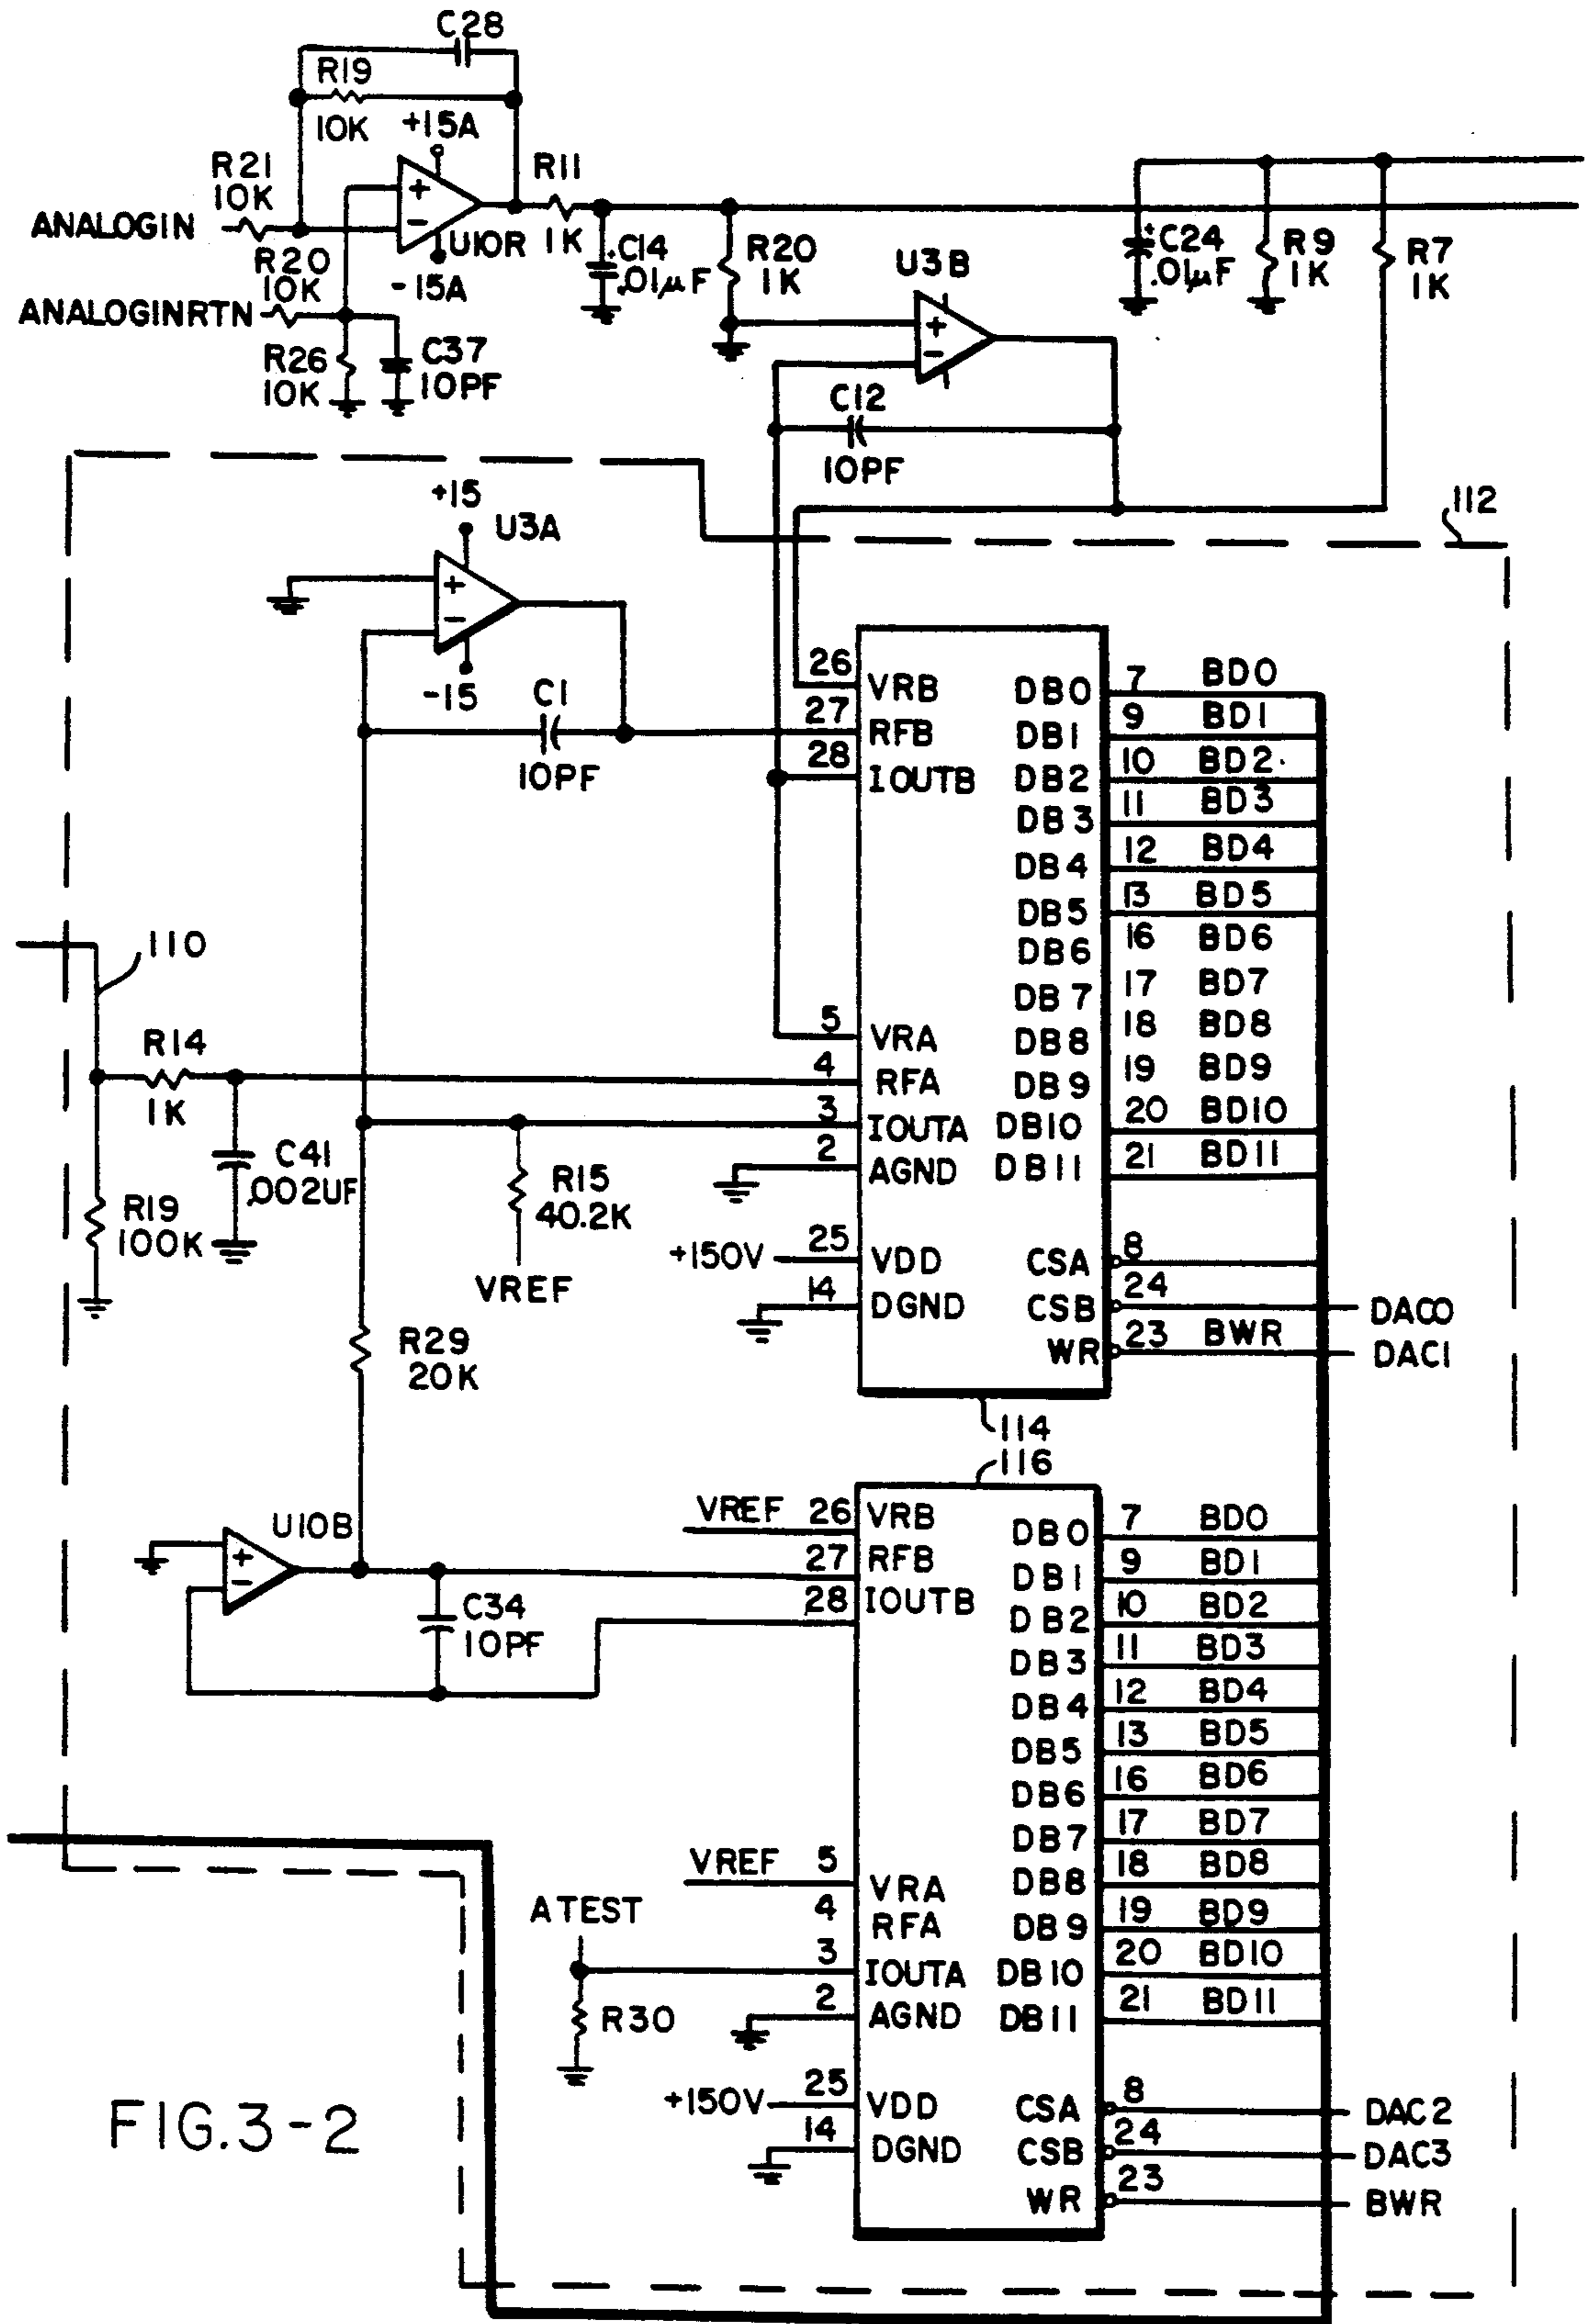 C28
R19
10K
+15A
R21
10K
R11
ANALOGIN
U10R
1K
C14
.01µF
R20
1K
U3B
C24
.01µF
R9
1K
R7
1K
R20
10K
-15A
ANALOGINRTN
R26
10K
C37
10PF
C12
10PF
112
+15
U3A
-15
C1
10PF
26 VRB DB0 7 BD0
27 RFB DB1 9 BD1
28 IOUTB DB2 10 BD2
DB3 11 BD3
DB4 12 BD4
DB5 13 BD5
DB6 16 BD6
DB7 17 BD7
5 VRA DB8 18 BD8
4 RFA DB9 19 BD9
3 IOUTA DB10 20 BD10
2 AGND DB11 21 BD11
110
R14
1K
C41
.002UF
R19
100K
R15
40.2K
VREF
+150V 25 VDD CSA 8
14 DGND CSB 24 DAC0
WR 23 BWR DAC1
R29
20K
114
116
U10B
VREF 26 VRB DB0 7 BD0
27 RFB DB1 9 BD1
28 IOUTB DB2 10 BD2
C34
10PF
DB3 11 BD3
DB4 12 BD4
DB5 13 BD5
DB6 16 BD6
DB7 17 BD7
VREF 5 VRA DB8 18 BD8
4 RFA DB9 19 BD9
ATEST
3 IOUTA DB10 20 BD10
R30
2 AGND DB11 21 BD11
+150V 25 VDD CSA 8 DAC2
14 DGND CSB 24 DAC3
WR 23 BWR
FIG.3-2